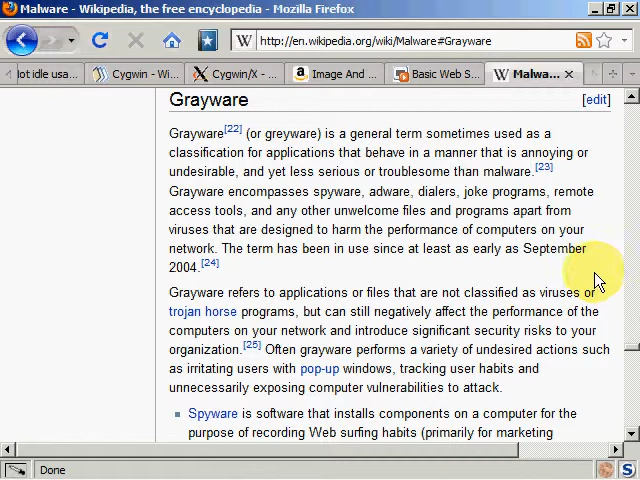 Malware - Wikipedia, the free encyclopedia - Mozilla Firefox
http://en.wikipedia.org/wiki/Malware#Grayware
lot idle usa...
Cygwin - Wi...
Cygwin/X - ...
Image And ...
Basic Web S...
Malwa...
Grayware
[edit]
Grayware[22] (or greyware) is a general term sometimes used as a
classification for applications that behave in a manner that is annoying or
undesirable, and yet less serious or troublesome than malware.[23]
Grayware encompasses spyware, adware, dialers, joke programs, remote
access tools, and any other unwelcome files and programs apart from
viruses that are designed to harm the performance of computers on your
network. The term has been in use since at least as early as September
2004.[24]
Grayware refers to applications or files that are not classified as viruses or
trojan horse programs, but can still negatively affect the performance of the
computers on your network and introduce significant security risks to your
organization.[25] Often grayware performs a variety of undesired actions such
as irritating users with pop-up windows, tracking user habits and
unnecessarily exposing computer vulnerabilities to attack.
Spyware is software that installs components on a computer for the
purpose of recording Web surfing habits (primarily for marketing
Done